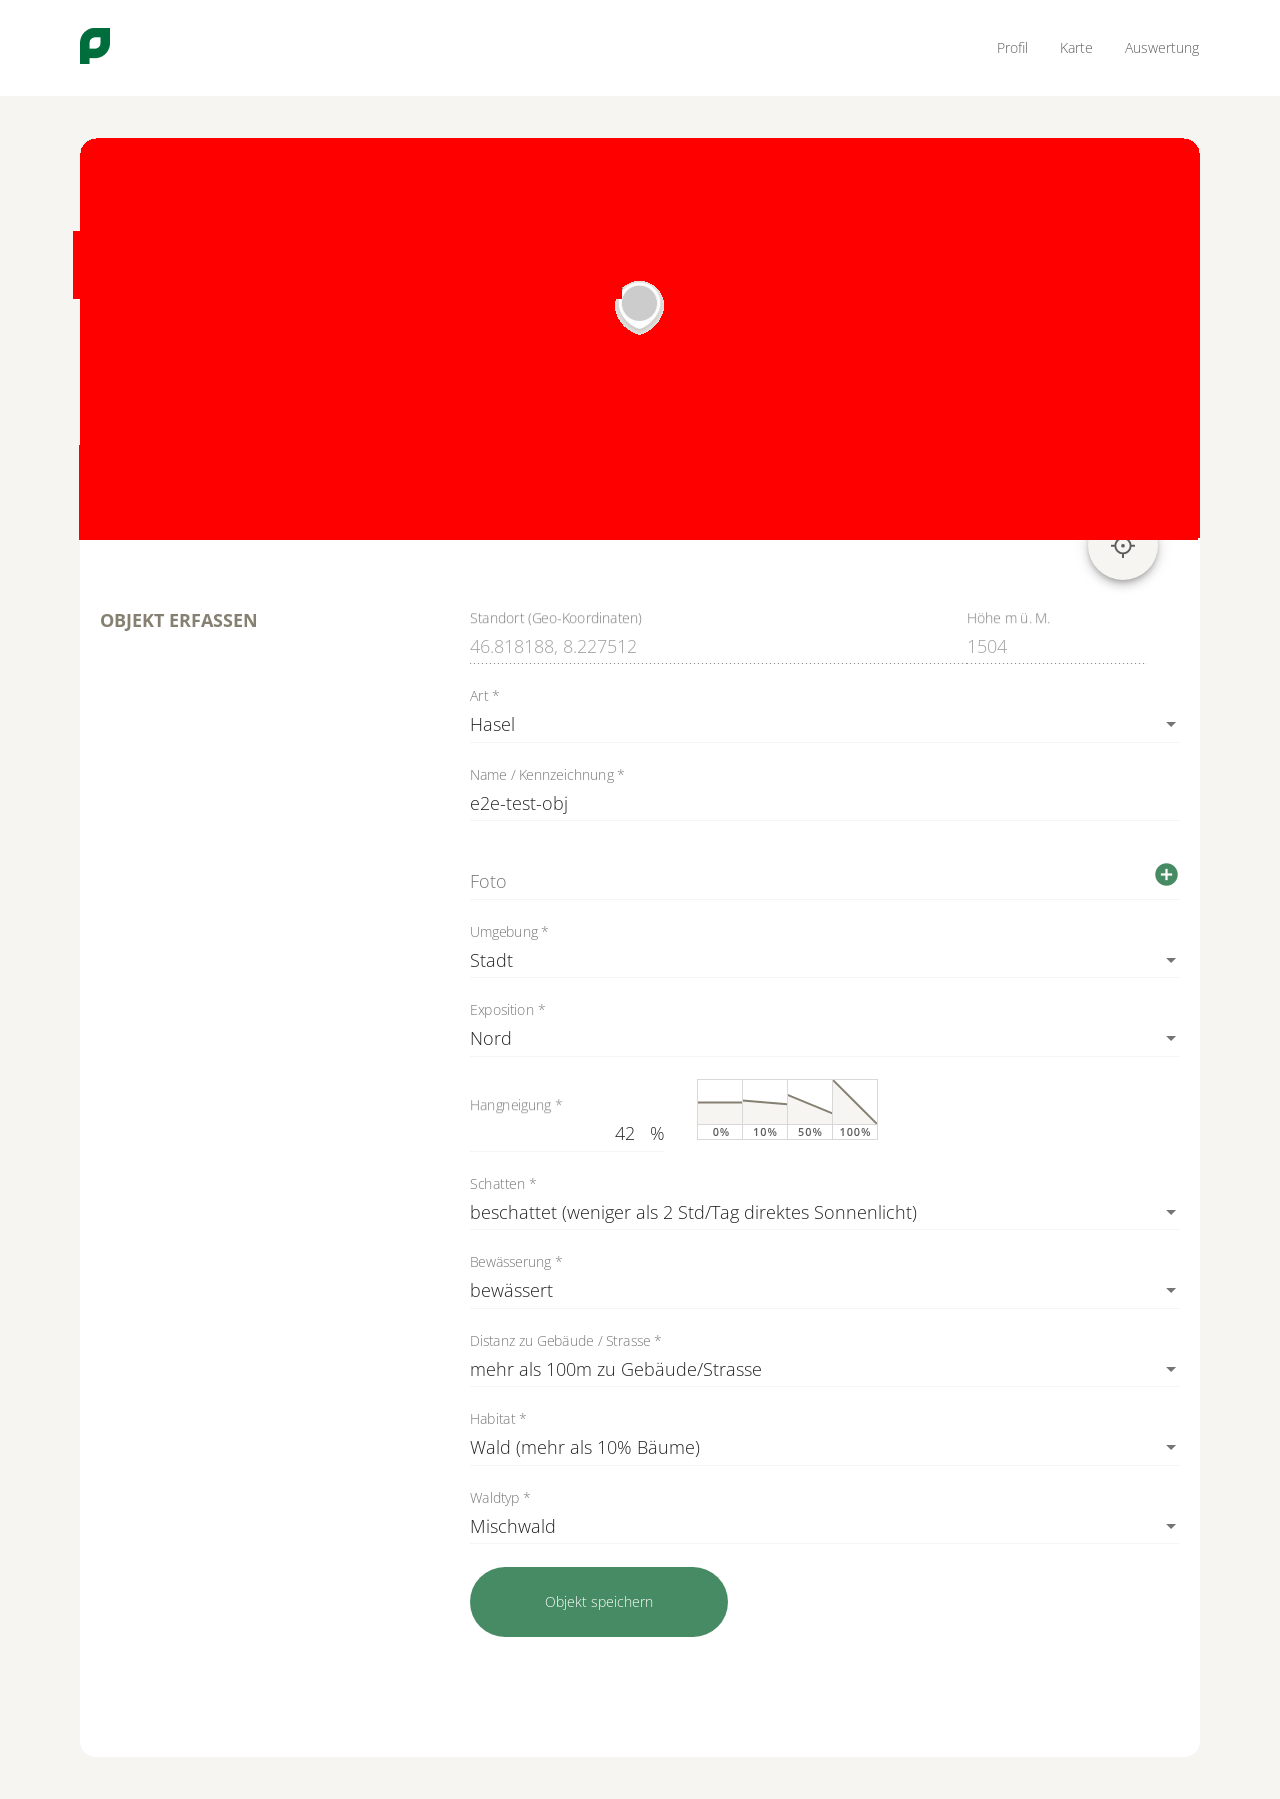 Profil Karte Auswertung
OBJEKT ERFASSEN
Standort (Geo-Koordinaten) Höhe m ü. M.
46.818188, 8.227512 1504
Art *
Hasel
Name / Kennzeichnung *
e2e-test-obj
Foto
Umgebung *
Stadt
Exposition *
Nord
Hangneigung *
42 %
0% 10% 50% 100%
Schatten *
beschattet (weniger als 2 Std/Tag direktes Sonnenlicht)
Bewässerung *
bewässert
Distanz zu Gebäude / Strasse *
mehr als 100m zu Gebäude/Strasse
Habitat *
Wald (mehr als 10% Bäume)
Waldtyp *
Mischwald
Objekt speichern